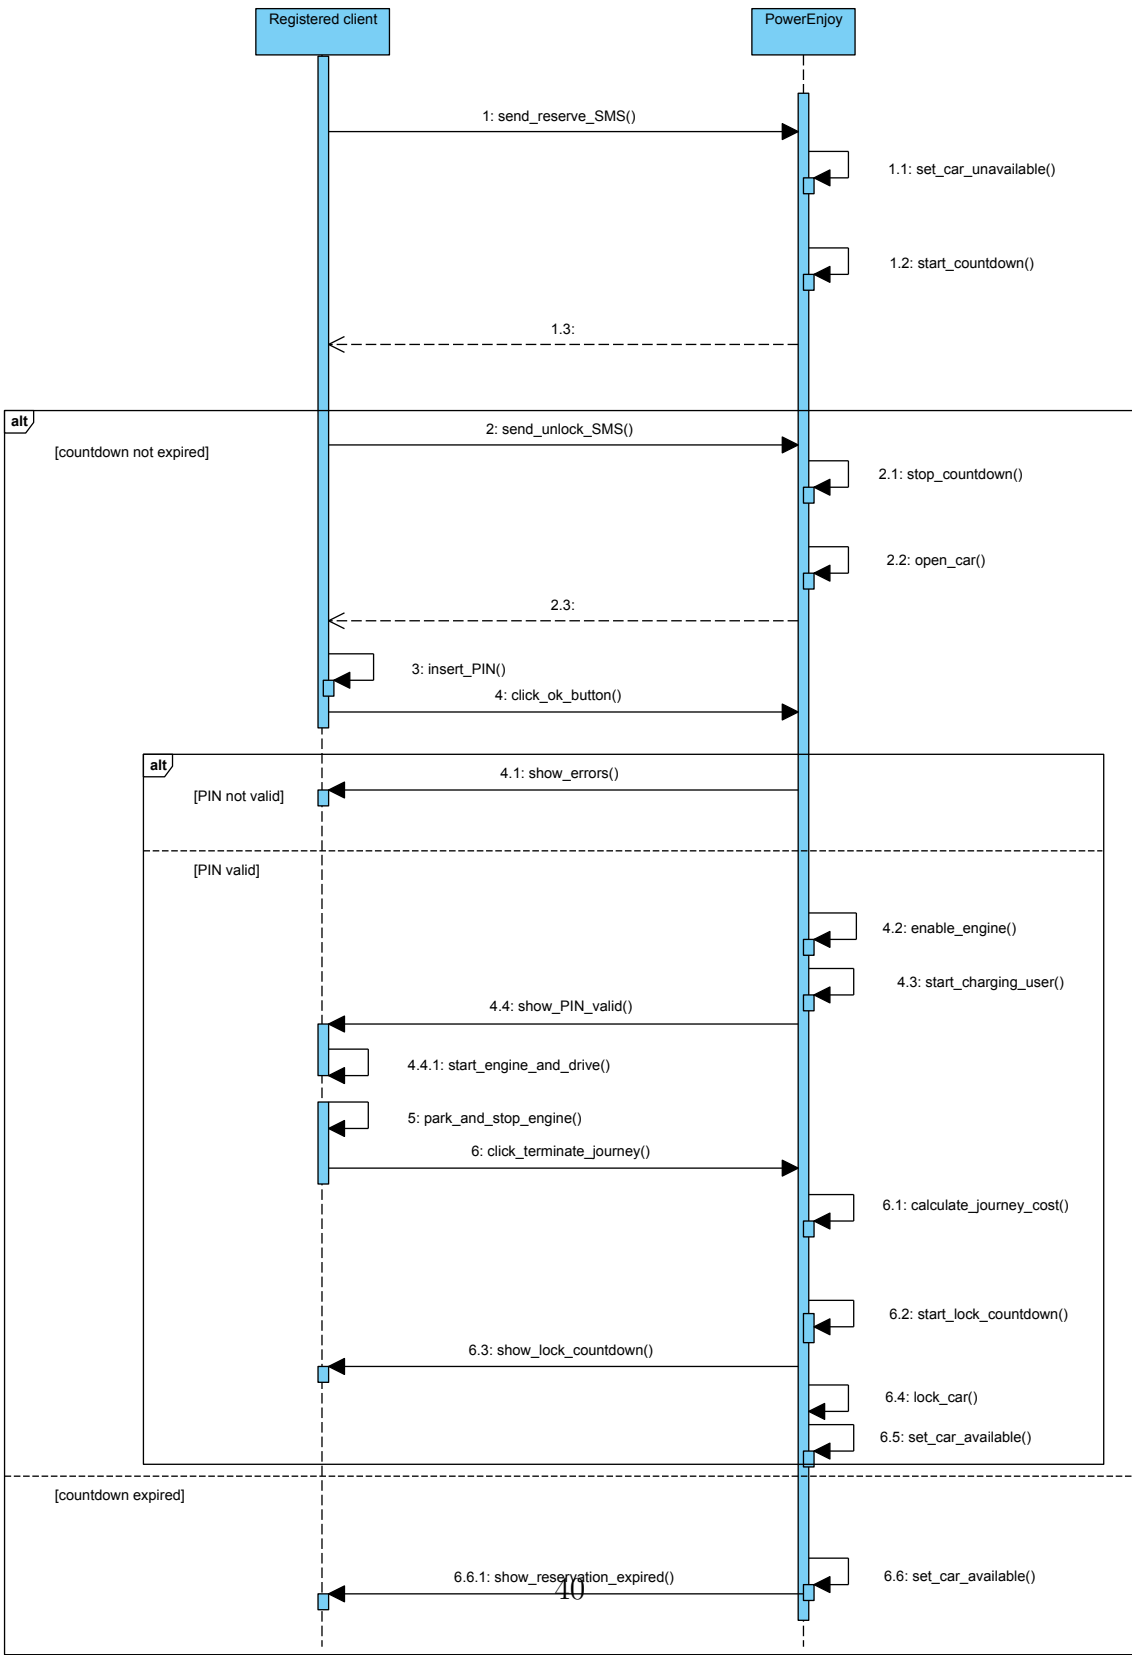 Registered client
PowerEnjoy
1: send_reserve_SMS()
1.1: set_car_unavailable()
1.2: start_countdown()
1.3:
alt
2: send_unlock_SMS()
[countdown not expired]
2.1: stop_countdown()
2.2: open_car()
2.3:
3: insert_PIN()
4: click_ok_button()
alt
4.1: show_errors()
[PIN not valid]
[PIN valid]
4.2: enable_engine()
4.3: start_charging_user()
4.4: show_PIN_valid()
4.4.1: start_engine_and_drive()
5: park_and_stop_engine()
6: click_terminate_journey()
6.1: calculate_journey_cost()
6.2: start_lock_countdown()
6.3: show_lock_countdown()
6.4: lock_car()
6.5: set_car_available()
[countdown expired]
6.6: set_car_available()
6.6.1: show_reservation_expired()
40